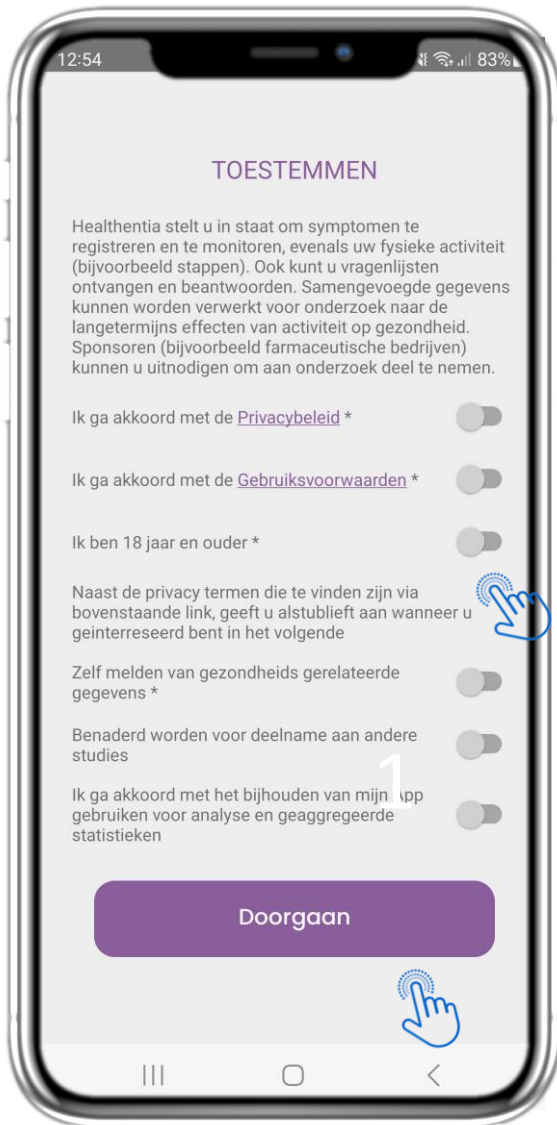 12:54
83%
TOESTEMMEN
Healthentia stelt u in staat om symptomen te
registreren en te monitoren, evenals uw fysieke activiteit
(bijvoorbeeld stappen). Ook kunt u vragenlijsten
ontvangen en beantwoorden. Samengevoegde gegevens
kunnen worden verwerkt voor onderzoek naar de
langetermijns effecten van activiteit op gezondheid.
Sponsoren (bijvoorbeeld farmaceutische bedrijven)
kunnen u uitnodigen om aan onderzoek deel te nemen.
Ik ga akkoord met de Privacybeleid *
Ik ga akkoord met de Gebruiksvoorwaarden *
Ik ben 18 jaar en ouder *
Naast de privacy termen die te vinden zijn via
bovenstaande link, geeft u alstublieft aan wanneer u
geinterreseerd bent in het volgende
Zelf melden van gezondheids gerelateerde
gegevens *
Benaderd worden voor deelname aan andere
studies
1
Ik ga akkoord met het bijhouden van mijn App
gebruiken voor analyse en geaggregeerde
statistieken
Doorgaan